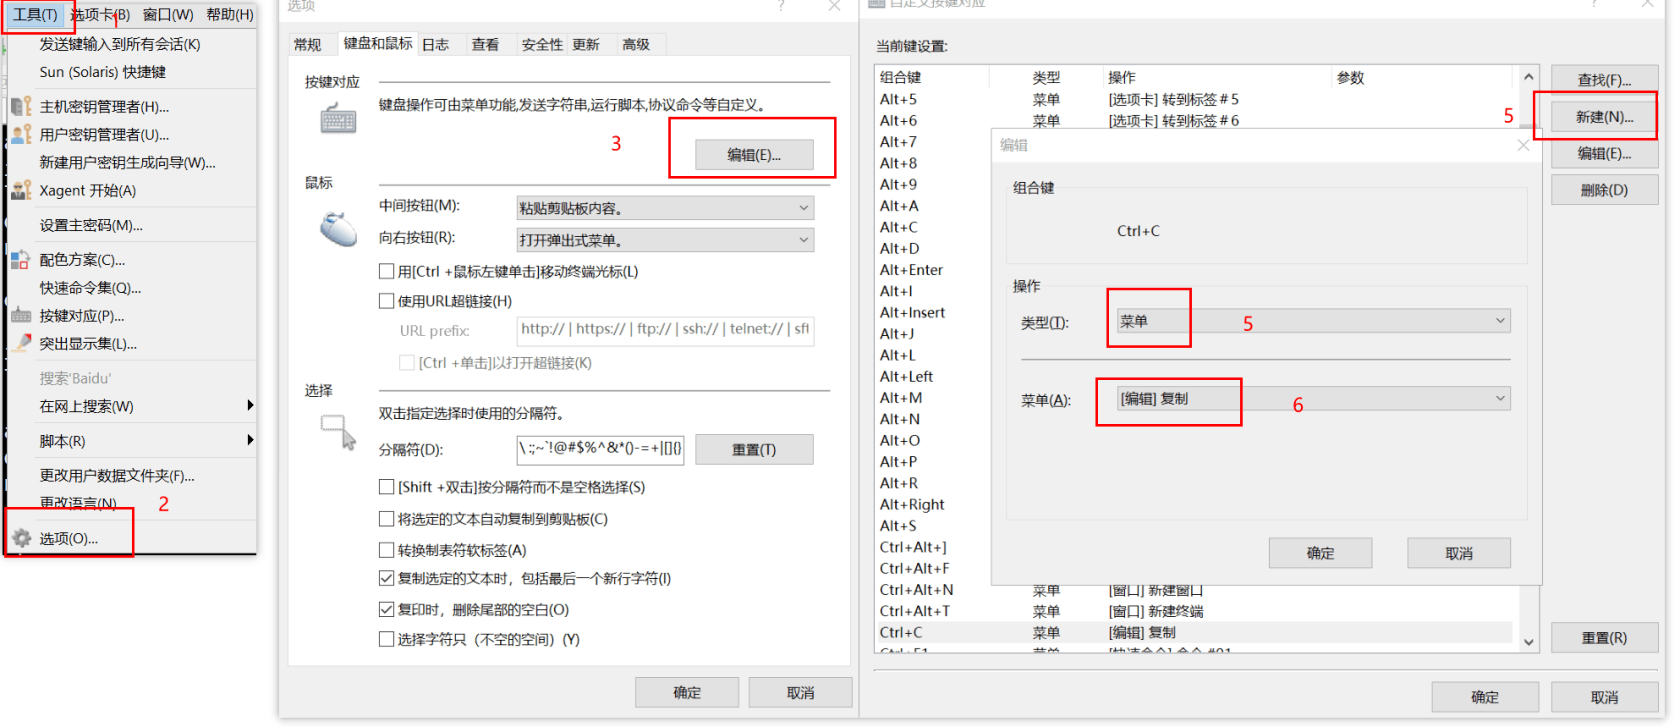 工具(T) 选项卡(B) 窗口(W) 帮助(H)
1
发送键输入到所有会话(K)
Sun (Solaris) 快捷键
主机密钥管理者(H)...
用户密钥管理者(U)...
新建用户密钥生成向导(W)...
Xagent 开始(A)
设置主密码(M)...
配色方案(C)...
快速命令集(Q)...
按键对应(P)...
突出显示集(L)...
搜索'Baidu'
在网上搜索(W)
脚本(R)
更改用户数据文件夹(F)...
更改语言(N)
2
选项(O)...
选项
?
常规 键盘和鼠标 日志 查看 安全性 更新 高级
按键对应
键盘操作可由菜单功能,发送字符串,运行脚本,协议命令等自定义。
3
编辑(E)...
鼠标
中间按钮(M): 粘贴剪贴板内容。
向右按钮(R): 打开弹出式菜单。
用[Ctrl +鼠标左键单击]移动终端光标(L)
使用URL超链接(H)
URL prefix: http:// | https:// | ftp:// | ssh:// | telnet:// | sft
[Ctrl +单击]以打开超链接(K)
选择
双击指定选择时使用的分隔符。
分隔符(D): \ :;~`!@#$%^&*()-=+|[]{} 重置(T)
[Shift +双击]按分隔符而不是空格选择(S)
将选定的文本自动复制到剪贴板(C)
转换制表符软标签(A)
复制选定的文本时，包括最后一个新行字符(I)
复印时，删除尾部的空白(O)
选择字符只（不空的空间）(Y)
确定 取消
自定义按键对应
?
当前键设置:
组合键 类型 操作 参数
Alt+5 菜单 [选项卡] 转到标签＃5
Alt+6 菜单 [选项卡] 转到标签＃6
Alt+7
Alt+8
Alt+9
Alt+A
Alt+C
Alt+D
Alt+Enter
Alt+I
Alt+Insert
Alt+J
Alt+L
Alt+Left
Alt+M
Alt+N
Alt+O
Alt+P
Alt+R
Alt+Right
Alt+S
Ctrl+Alt+]
Ctrl+Alt+F
Ctrl+Alt+N 菜单 [窗口] 新建窗口
Ctrl+Alt+T 菜单 [窗口] 新建终端
Ctrl+C 菜单 [编辑] 复制
Ctrl+F1 菜单 [快速命令] 命令 #01
查找(F)...
5
新建(N)...
编辑(E)...
删除(D)
重置(R)
确定 取消
编辑
组合键
Ctrl+C
操作
类型(T): 菜单 5
菜单(A): [编辑] 复制 6
确定 取消